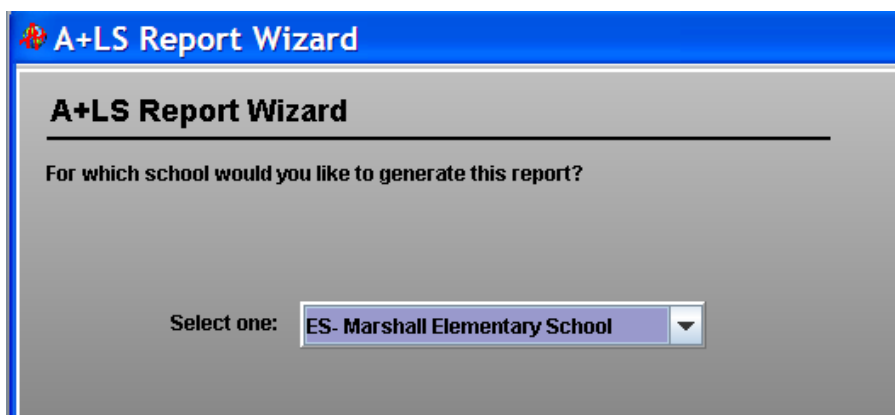 A+LS Report Wizard
A+LS Report Wizard
For which school would you like to generate this report?
Select one: ES- Marshall Elementary School